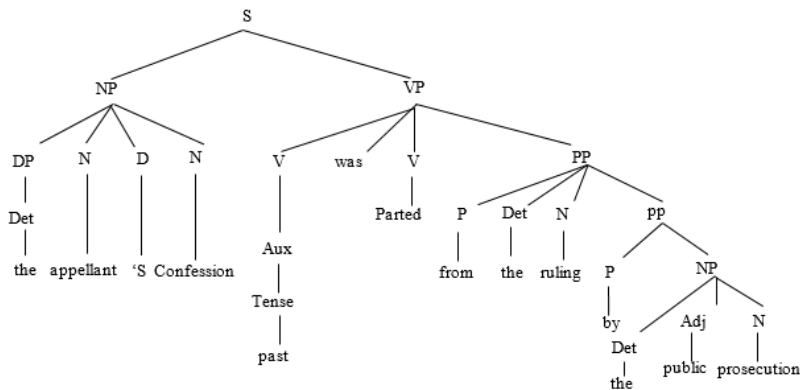 S
NP VP
DP N D N V was V PP
Det Parted P Det N pp
the appellant ‘S Confession Aux from the ruling P NP
Tense by Adj N
past Det public prosecution
the